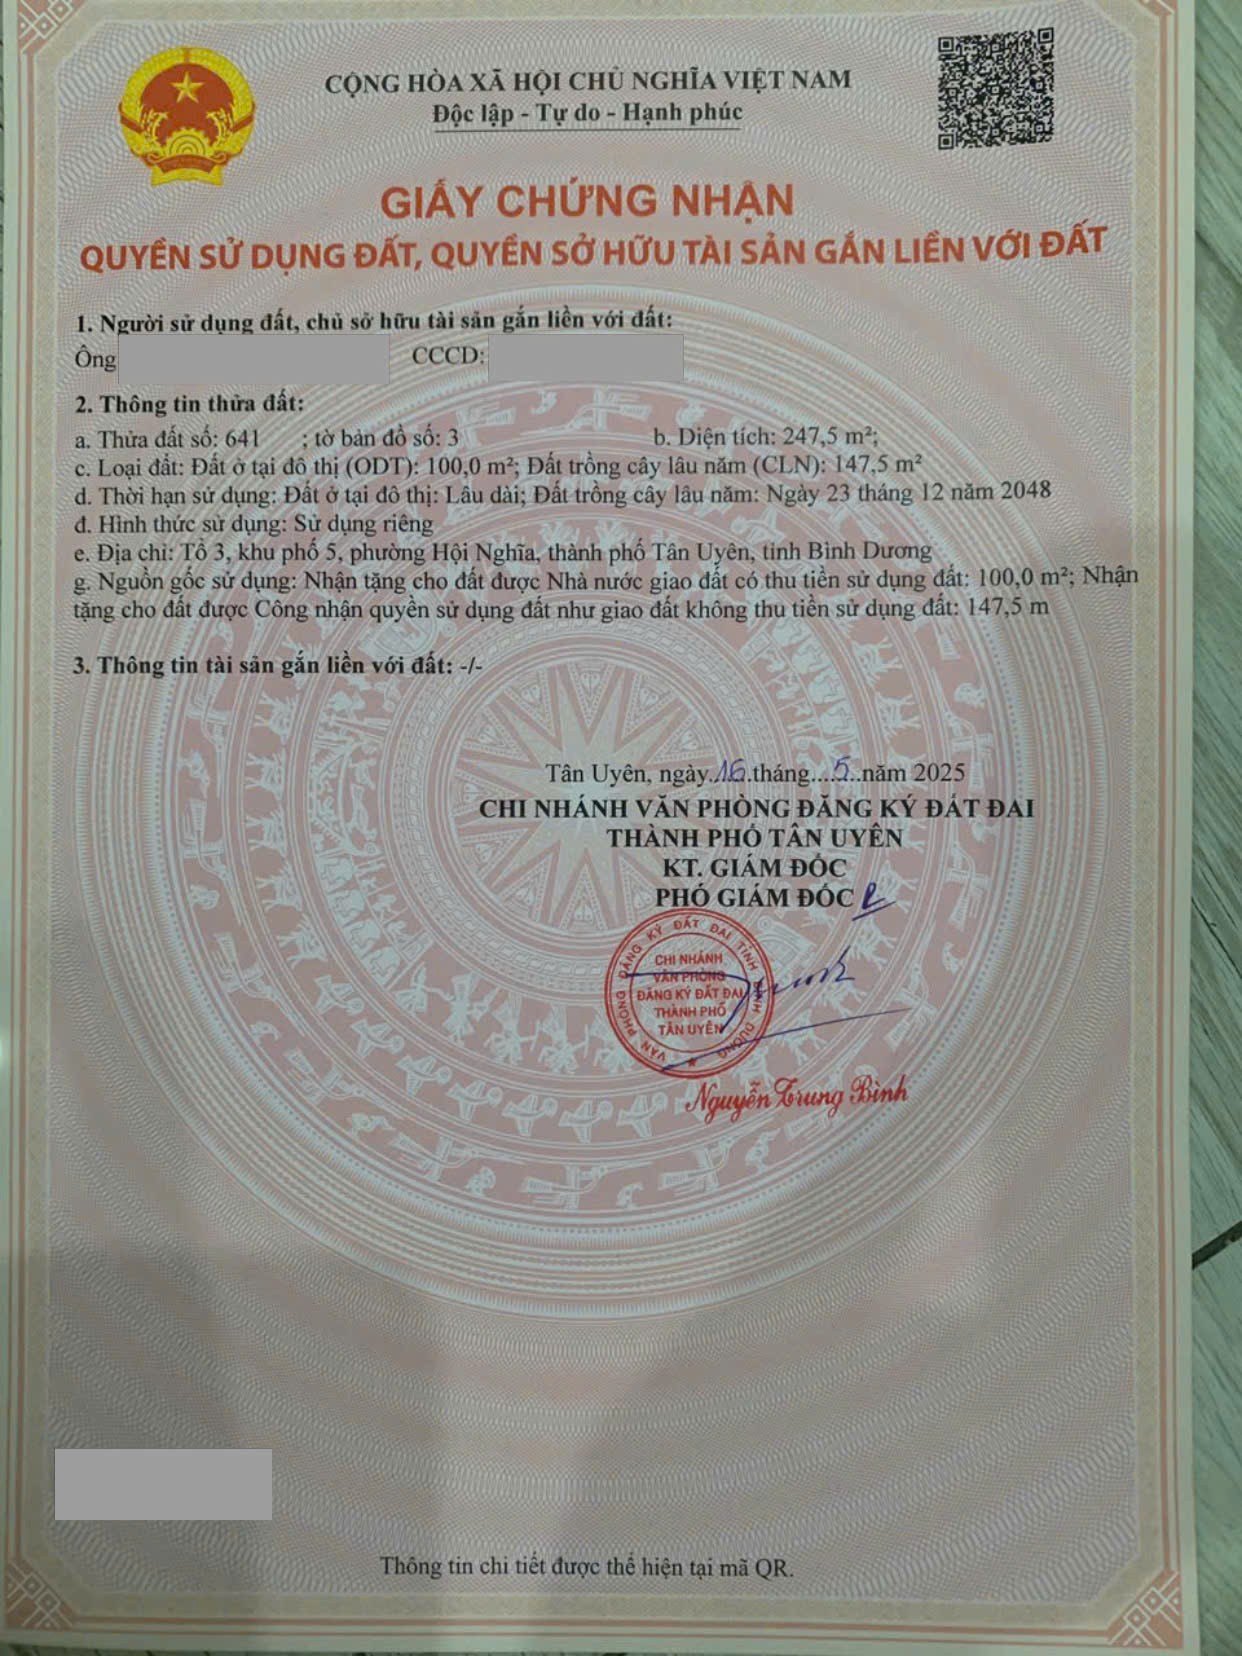 CỘNG HÒA XÃ HỘI CHỦ NGHĨA VIỆT NAM
Độc lập - Tự do - Hạnh phúc
GIẤY CHỨNG NHẬN
QUYỀN SỬ DỤNG ĐẤT, QUYỀN SỞ HỮU TÀI SẢN GẮN LIỀN VỚI ĐẤT
1. Người sử dụng đất, chủ sở hữu tài sản gắn liền với đất:
Ông CCCD:
2. Thông tin thửa đất:
a. Thửa đất số: 641 ; tờ bản đồ số: 3 b. Diện tích: 247,5 m²;
c. Loại đất: Đất ở tại đô thị (ODT): 100,0 m²; Đất trồng cây lâu năm (CLN): 147,5 m²
d. Thời hạn sử dụng: Đất ở tại đô thị: Lâu dài; Đất trồng cây lâu năm: Ngày 23 tháng 12 năm 2048
đ. Hình thức sử dụng: Sử dụng riêng
e. Địa chỉ: Tổ 3, khu phố 5, phường Hội Nghĩa, thành phố Tân Uyên, tỉnh Bình Dương
g. Nguồn gốc sử dụng: Nhận tặng cho đất được Nhà nước giao đất có thu tiền sử dụng đất: 100,0 m²; Nhận
tặng cho đất được Công nhận quyền sử dụng đất như giao đất không thu tiền sử dụng đất: 147,5 m
3. Thông tin tài sản gắn liền với đất: -/-
Tân Uyên, ngày..16.tháng....5..năm 2025
CHI NHÁNH VĂN PHÒNG ĐĂNG KÝ ĐẤT ĐAI
THÀNH PHỐ TÂN UYÊN
KT. GIÁM ĐỐC
PHÓ GIÁM ĐỐC
VĂN PHÒNG ĐĂNG KÝ ĐẤT ĐAI TỈNH BÌNH DƯƠNG
CHI NHÁNH
VĂN PHÒNG
ĐĂNG KÝ ĐẤT ĐAI
THÀNH PHỐ
TÂN UYÊN
Nguyễn Trung Bình
Thông tin chi tiết được thể hiện tại mã QR.